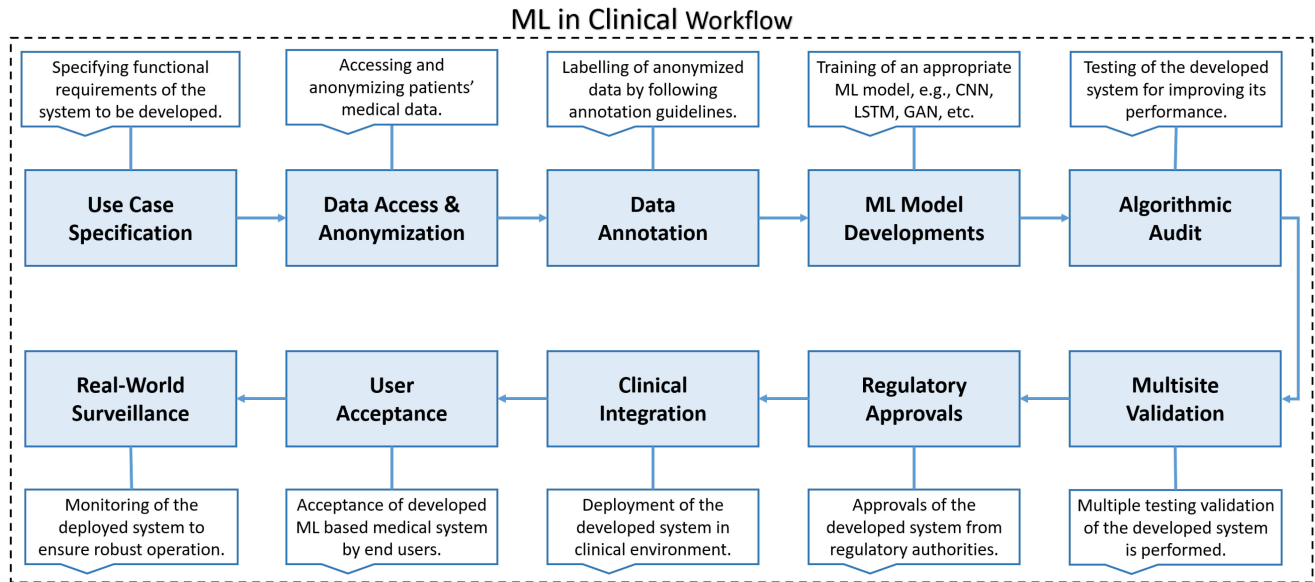 ML in Clinical Workflow
Specifying functional
requirements of the
system to be developed.
Accessing and
anonymizing patients’
medical data.
Labelling of anonymized
data by following
annotation guidelines.
Training of an appropriate
ML model, e.g., CNN,
LSTM, GAN, etc.
Testing of the developed
system for improving its
performance.
Use Case
Specification
Data Access &
Anonymization
Data
Annotation
ML Model
Developments
Algorithmic
Audit
Real-World
Surveillance
User
Acceptance
Clinical
Integration
Regulatory
Approvals
Multisite
Validation
Monitoring of the
deployed system to
ensure robust operation.
Acceptance of developed
ML based medical system
by end users.
Deployment of the
developed system in
clinical environment.
Approvals of the
developed system from
regulatory authorities.
Multiple testing validation
of the developed system
is performed.